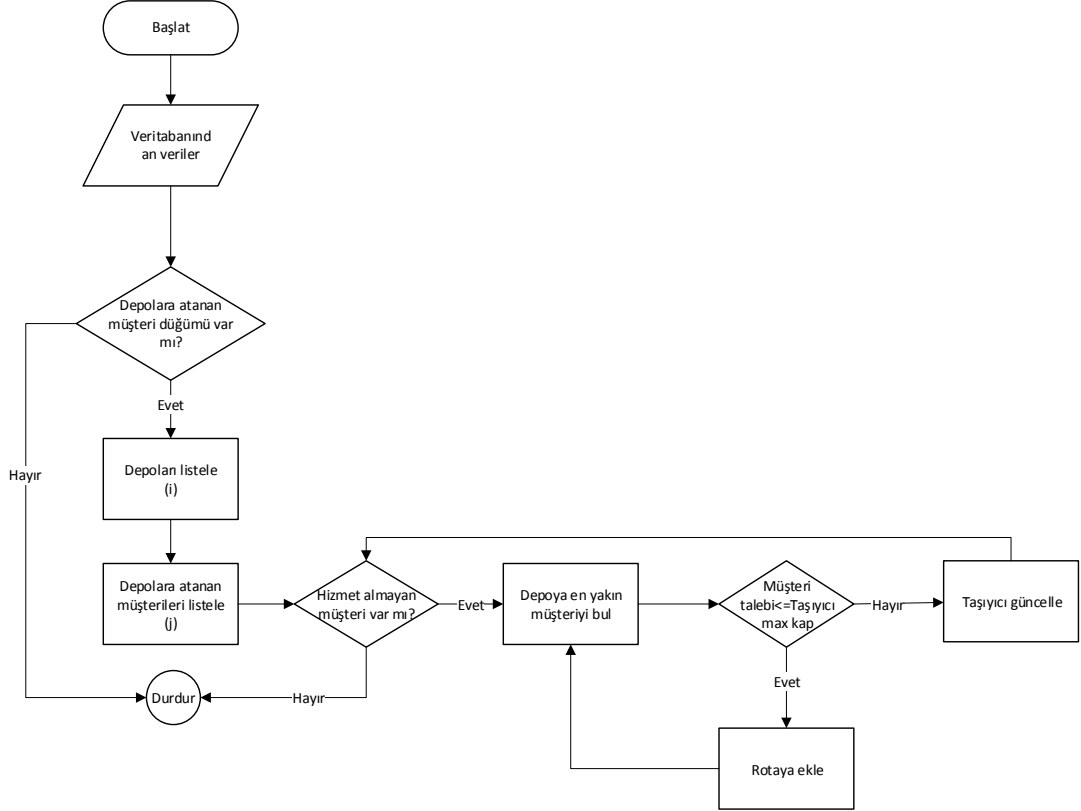 Başlat
Veritabanınd
an veriler
Depolara atanan
müşteri düğümü var
mı?
Evet
Hayır
Depoları listele
(i)
Depolara atanan
müşterileri listele
(j)
Hizmet almayan
müşteri var mı?
Evet
Depoya en yakın
müşteriyi bul
Müşteri
talebi<=Taşıyıcı
max kap
Hayır
Taşıyıcı güncelle
Evet
Durdur
Hayır
Rotaya ekle